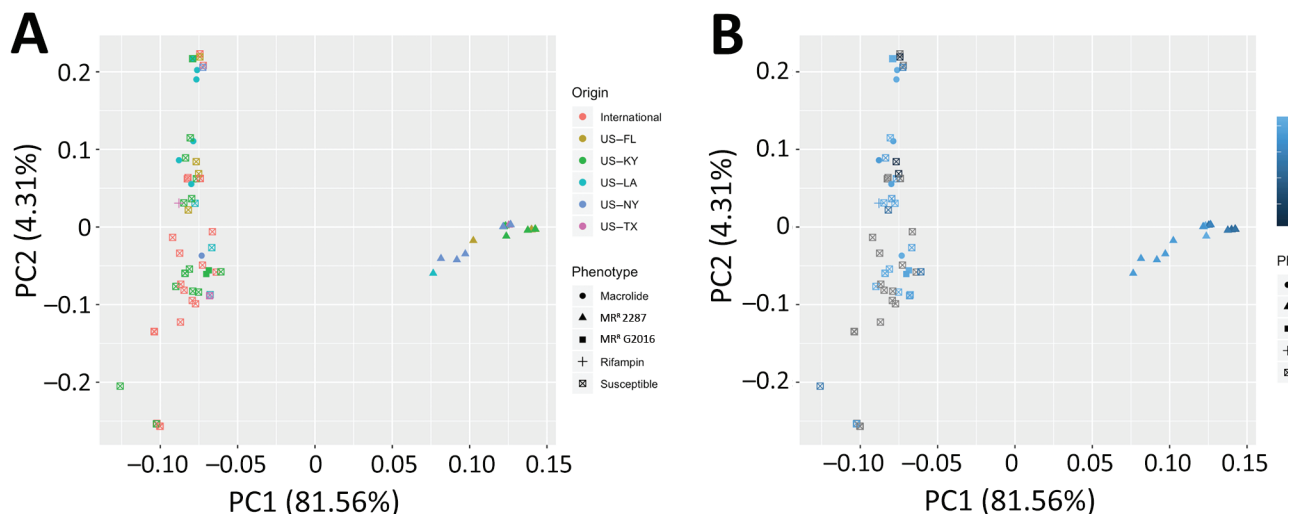 A
B
0.2
0.1
0
−0.1
−0.2
PC2 (4.31%)
−0.10
−0.05
0
0.05
0.10
0.15
PC1 (81.56%)
Origin
International
US−FL
US−KY
US−LA
US−NY
US−TX
Phenotype
Macrolide
MRᴿ 2287
MRᴿ G2016
Rifampin
Susceptible
0.2
0.1
0
−0.1
−0.2
PC2 (4.31%)
−0.10
−0.05
0
0.05
0.10
0.15
PC1 (81.56%)